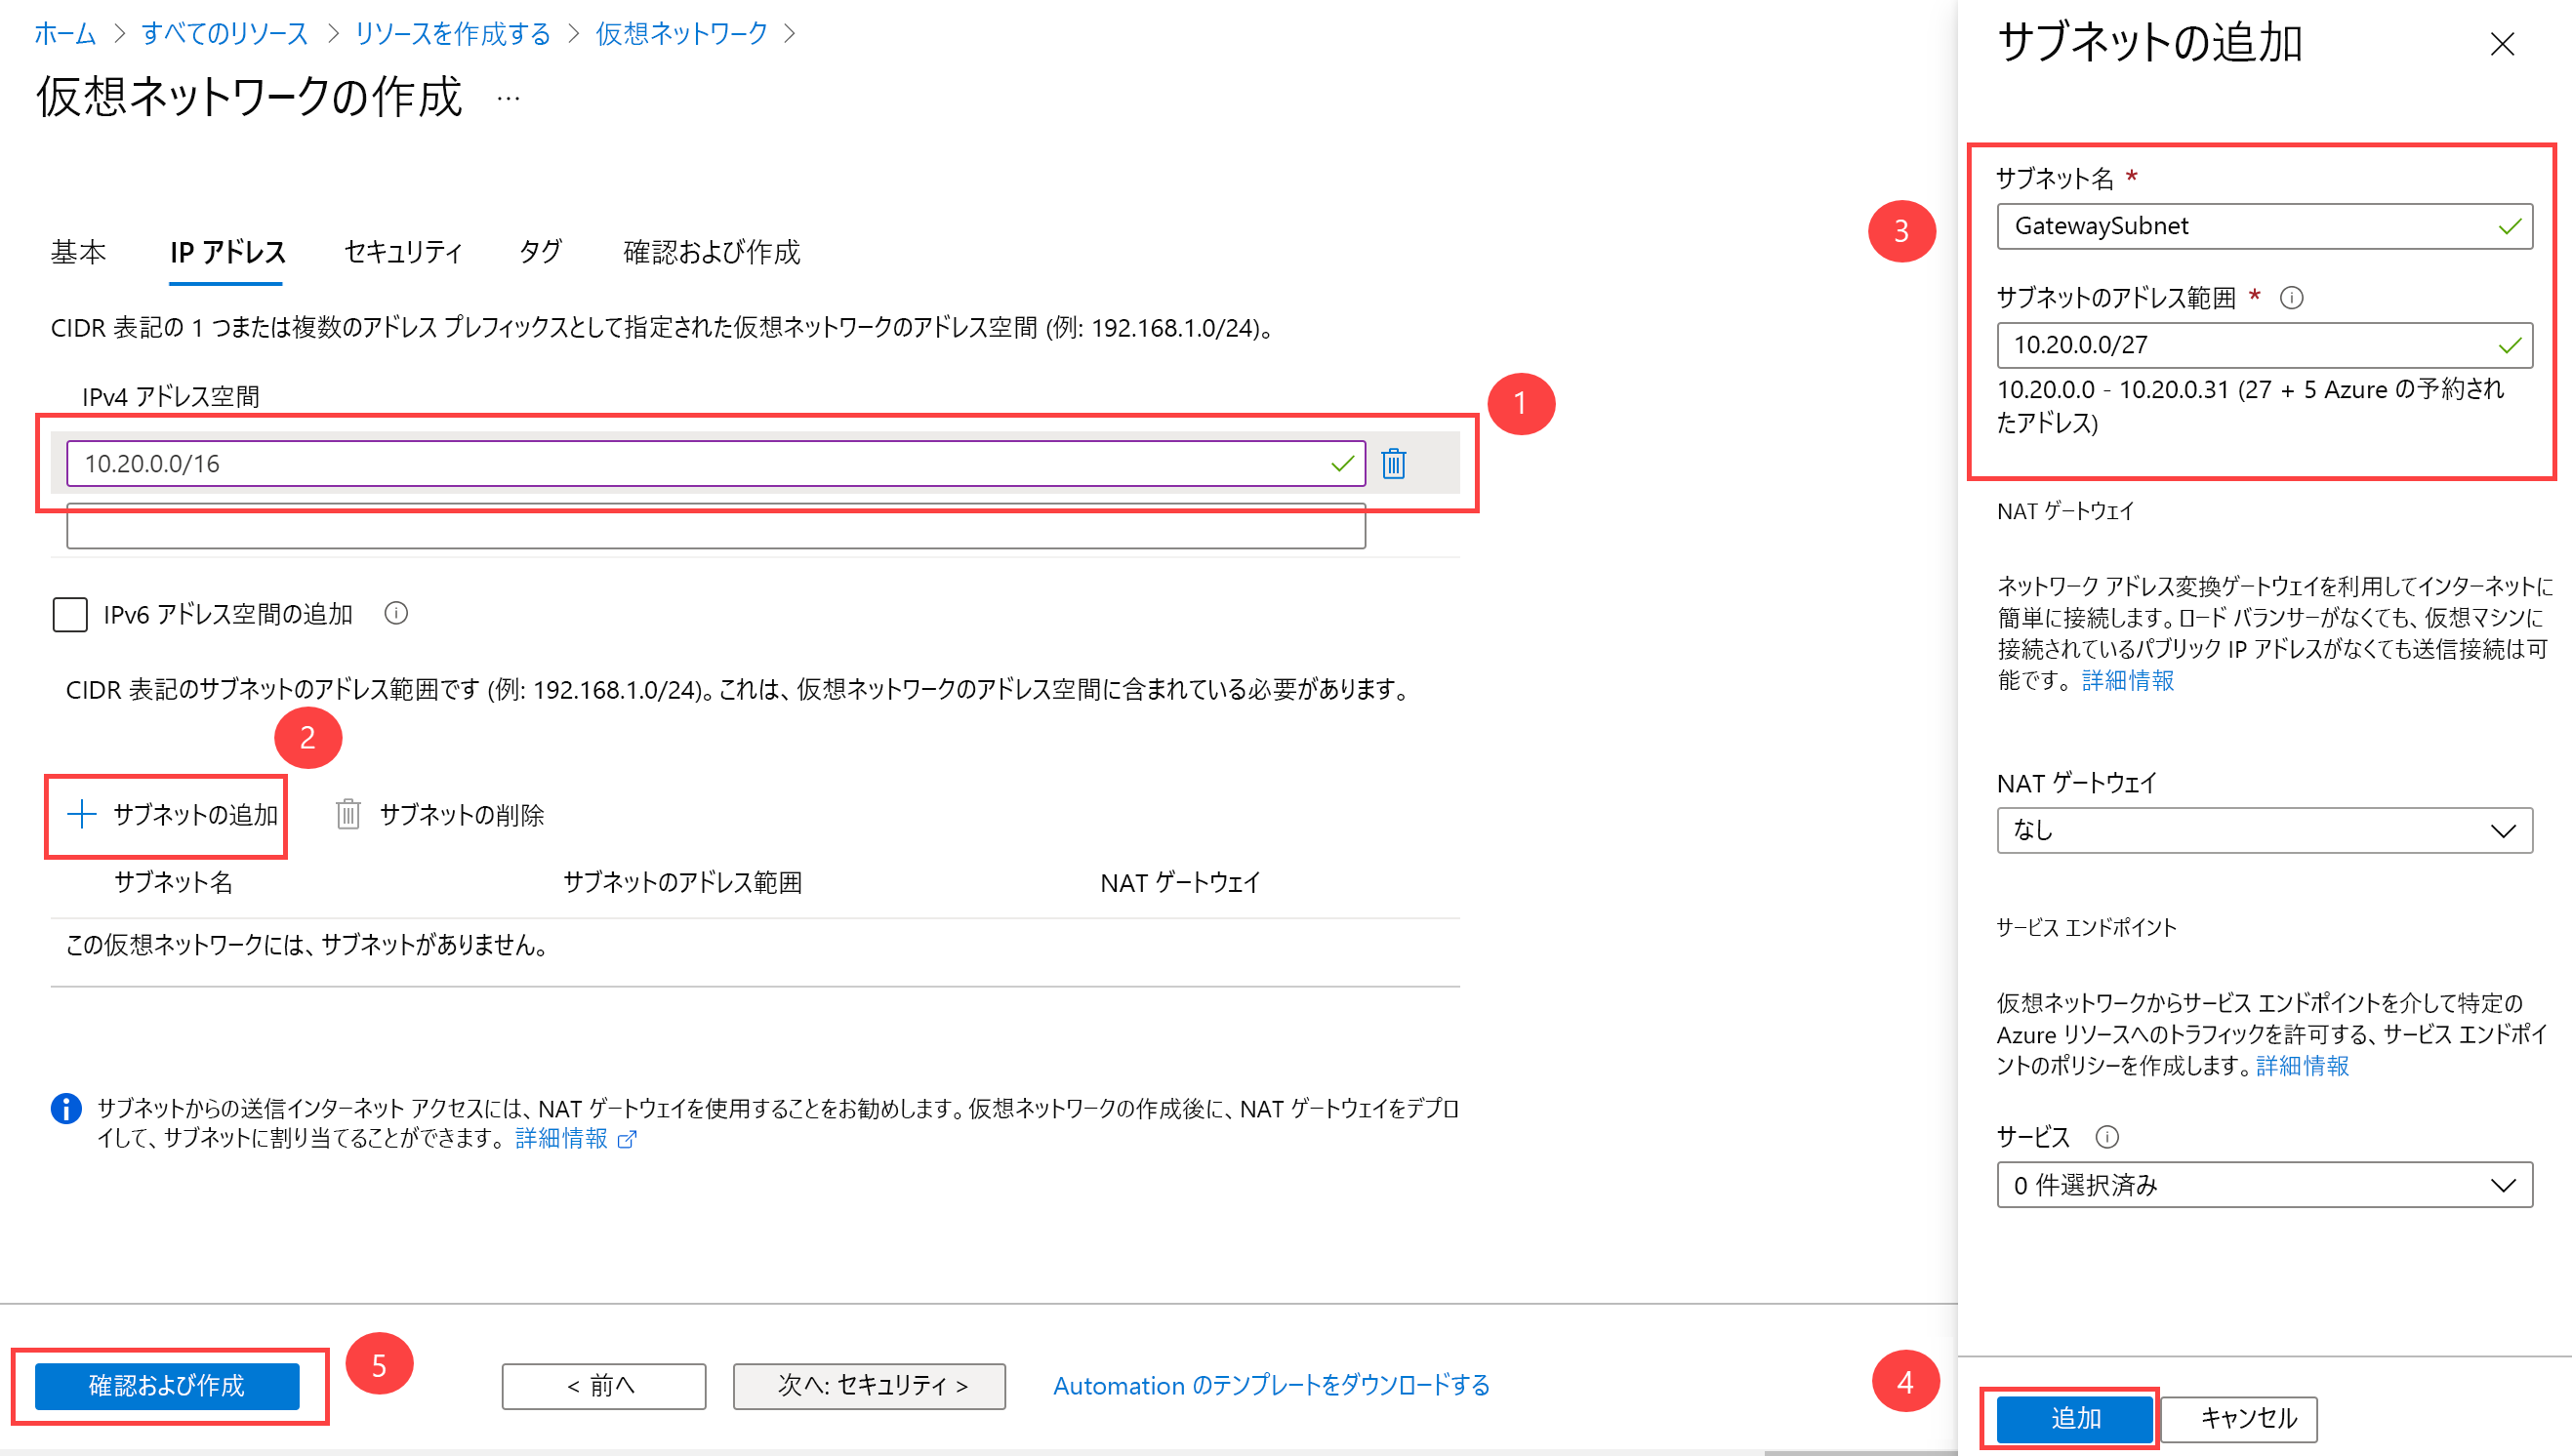 ホーム > すべてのリソース > リソースを作成する > 仮想ネットワーク >
仮想ネットワークの作成 …
基本 IP アドレス セキュリティ タグ 確認および作成
CIDR 表記の 1 つまたは複数のアドレス プレフィックスとして指定された仮想ネットワークのアドレス空間 (例: 192.168.1.0/24)。
IPv4 アドレス空間
1
10.20.0.0/16
IPv6 アドレス空間の追加
CIDR 表記のサブネットのアドレス範囲です (例: 192.168.1.0/24)。これは、仮想ネットワークのアドレス空間に含まれている必要があります。
2
サブネットの追加 サブネットの削除
サブネット名 サブネットのアドレス範囲 NAT ゲートウェイ
この仮想ネットワークには、サブネットがありません。
サブネットからの送信インターネット アクセスには、NAT ゲートウェイを使用することをお勧めします。仮想ネットワークの作成後に、NAT ゲートウェイをデプロ
イして、サブネットに割り当てることができます。 詳細情報
確認および作成 5 < 前へ 次へ: セキュリティ > Automation のテンプレートをダウンロードする
サブネットの追加
3
サブネット名 *
GatewaySubnet
サブネットのアドレス範囲 *
10.20.0.0/27
10.20.0.0 - 10.20.0.31 (27 + 5 Azure の予約され
たアドレス)
NAT ゲートウェイ
ネットワーク アドレス変換ゲートウェイを利用してインターネットに
簡単に接続します。ロード バランサーがなくても、仮想マシンに
接続されているパブリック IP アドレスがなくても送信接続は可
能です。 詳細情報
NAT ゲートウェイ
なし
サービス エンドポイント
仮想ネットワークからサービス エンドポイントを介して特定の
Azure リソースへのトラフィックを許可する、サービス エンドポイ
ントのポリシーを作成します。詳細情報
サービス
0 件選択済み
4
追加 キャンセル